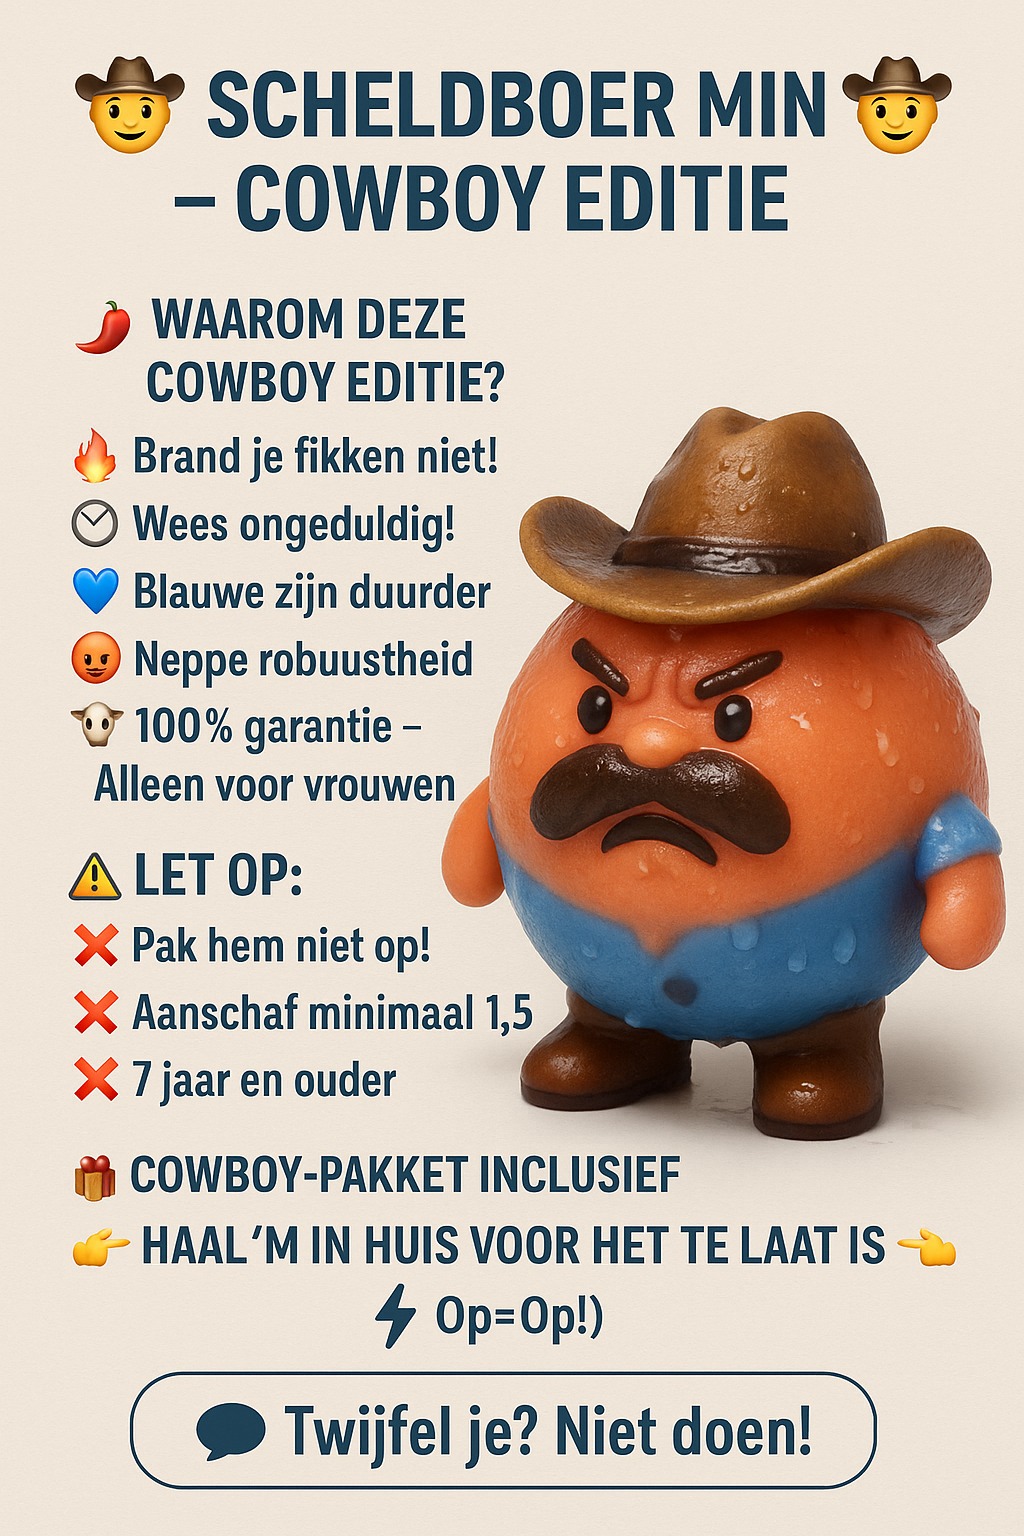 🤠 SCHELDBOER MIN 🤠
– COWBOY EDITIE
🌶️ WAAROM DEZE
COWBOY EDITIE?
🔥 Brand je fikken niet!
Wees ongeduldig!
💙 Blauwe zijn duurder
Neppe robuustheid
100% garantie –
Alleen voor vrouwen
⚠️ LET OP:
❌ Pak hem niet op!
❌ Aanschaf minimaal 1,5
❌ 7 jaar en ouder
🎁 COWBOY-PAKKET INCLUSIEF
👉 HAAL'M IN HUIS VOOR HET TE LAAT IS 👈
⚡ Op=Op!)
💬 Twijfel je? Niet doen!